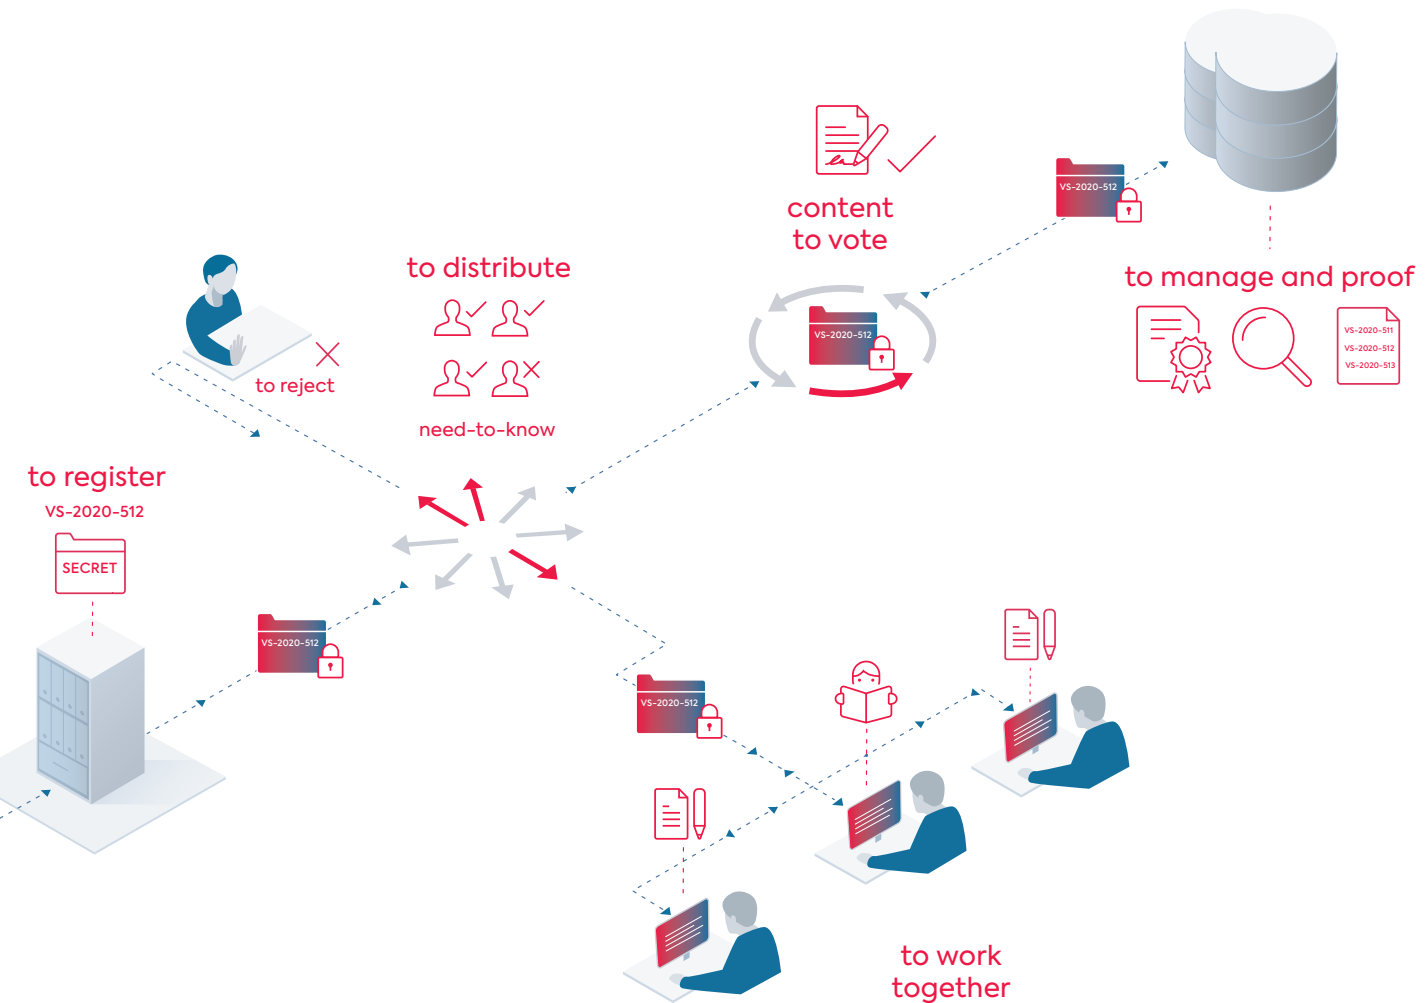 content
to vote
VS-2020-512
to manage and proof
VS-2020-511
VS-2020-512
VS-2020-513
to distribute
need-to-know
VS-2020-512
to reject
to register
VS-2020-512
SECRET
VS-2020-512
VS-2020-512
to work
together